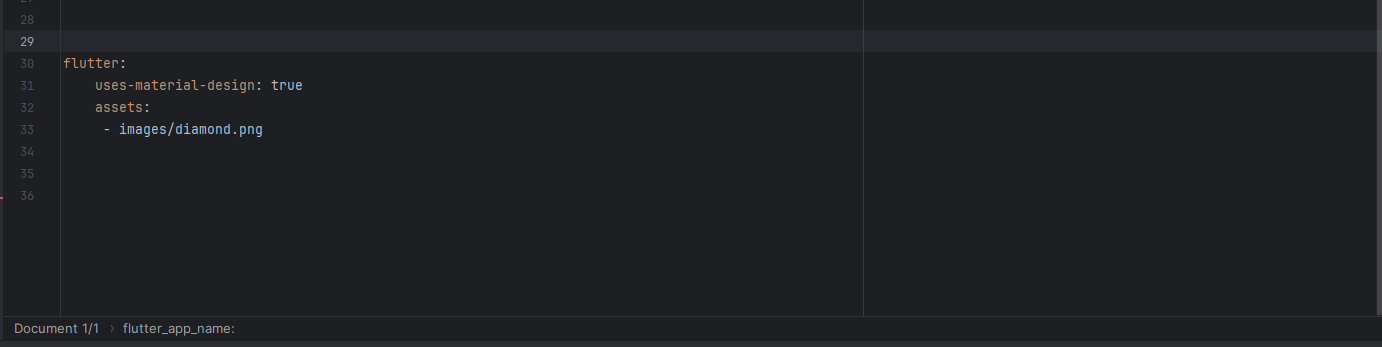 28
29
30 flutter:
31 uses-material-design: true
32 assets:
33 - images/diamond.png
34
35
36
Document 1/1 › flutter_app_name: